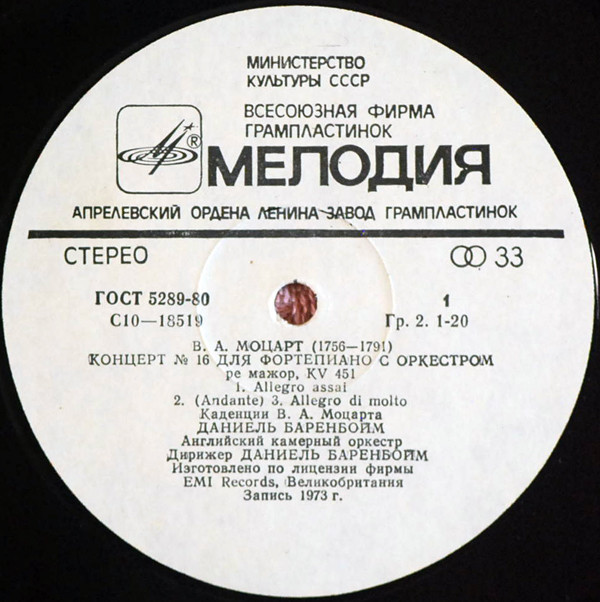 МИНИСТЕРСТВО
КУЛЬТУРЫ СССР
ВСЕСОЮЗНАЯ ФИРМА
ГРАМПЛАСТИНОК
®
МЕЛОДИЯ
АПРЕЛЕВСКИЙ ОРДЕНА ЛЕНИНА ЗАВОД ГРАМПЛАСТИНОК
СТЕРЕО 33
ГОСТ 5289-80 1
С10—18519 Гр. 2. 1-20
В. А. МОЦАРТ (1756—1791)
КОНЦЕРТ № 16 ДЛЯ ФОРТЕПИАНО С ОРКЕСТРОМ
ре мажор, KV 451
1. Allegro assai
2. (Andante) 3. Allegro di molto
Каденции В. А. Моцарта
ДАНИЕЛЬ БАРЕНБОЙМ
Английский камерный оркестр
Дирижер ДАНИЕЛЬ БАРЕНБОЙМ
Изготовлено по лицензии фирмы
EMI Records, Великобритания
Запись 1973 г.